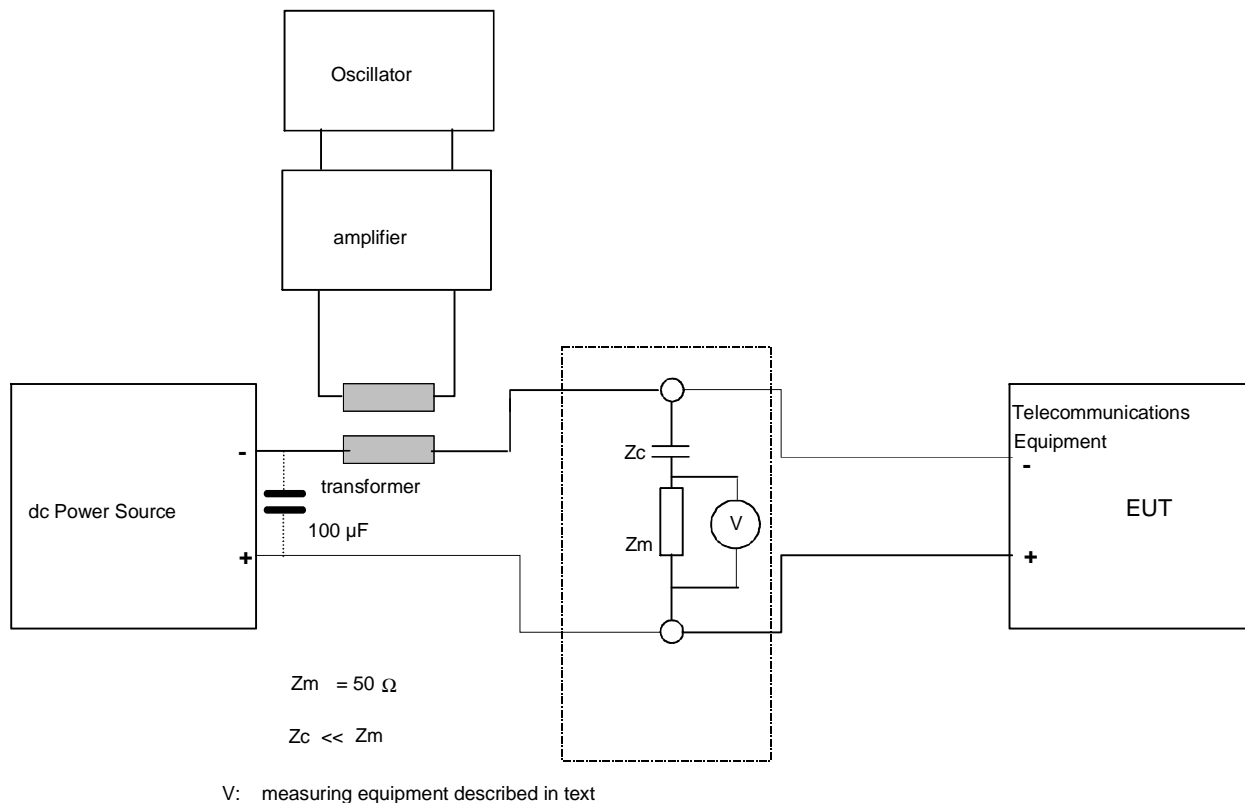 Oscillator
amplifier
Telecommunications
Equipment
-
-
Zc
transformer
dc Power Source
V
EUT
100 µF
Zm
+
+
Zm = 50 Ω
Zc << Zm
V: measuring equipment described in text